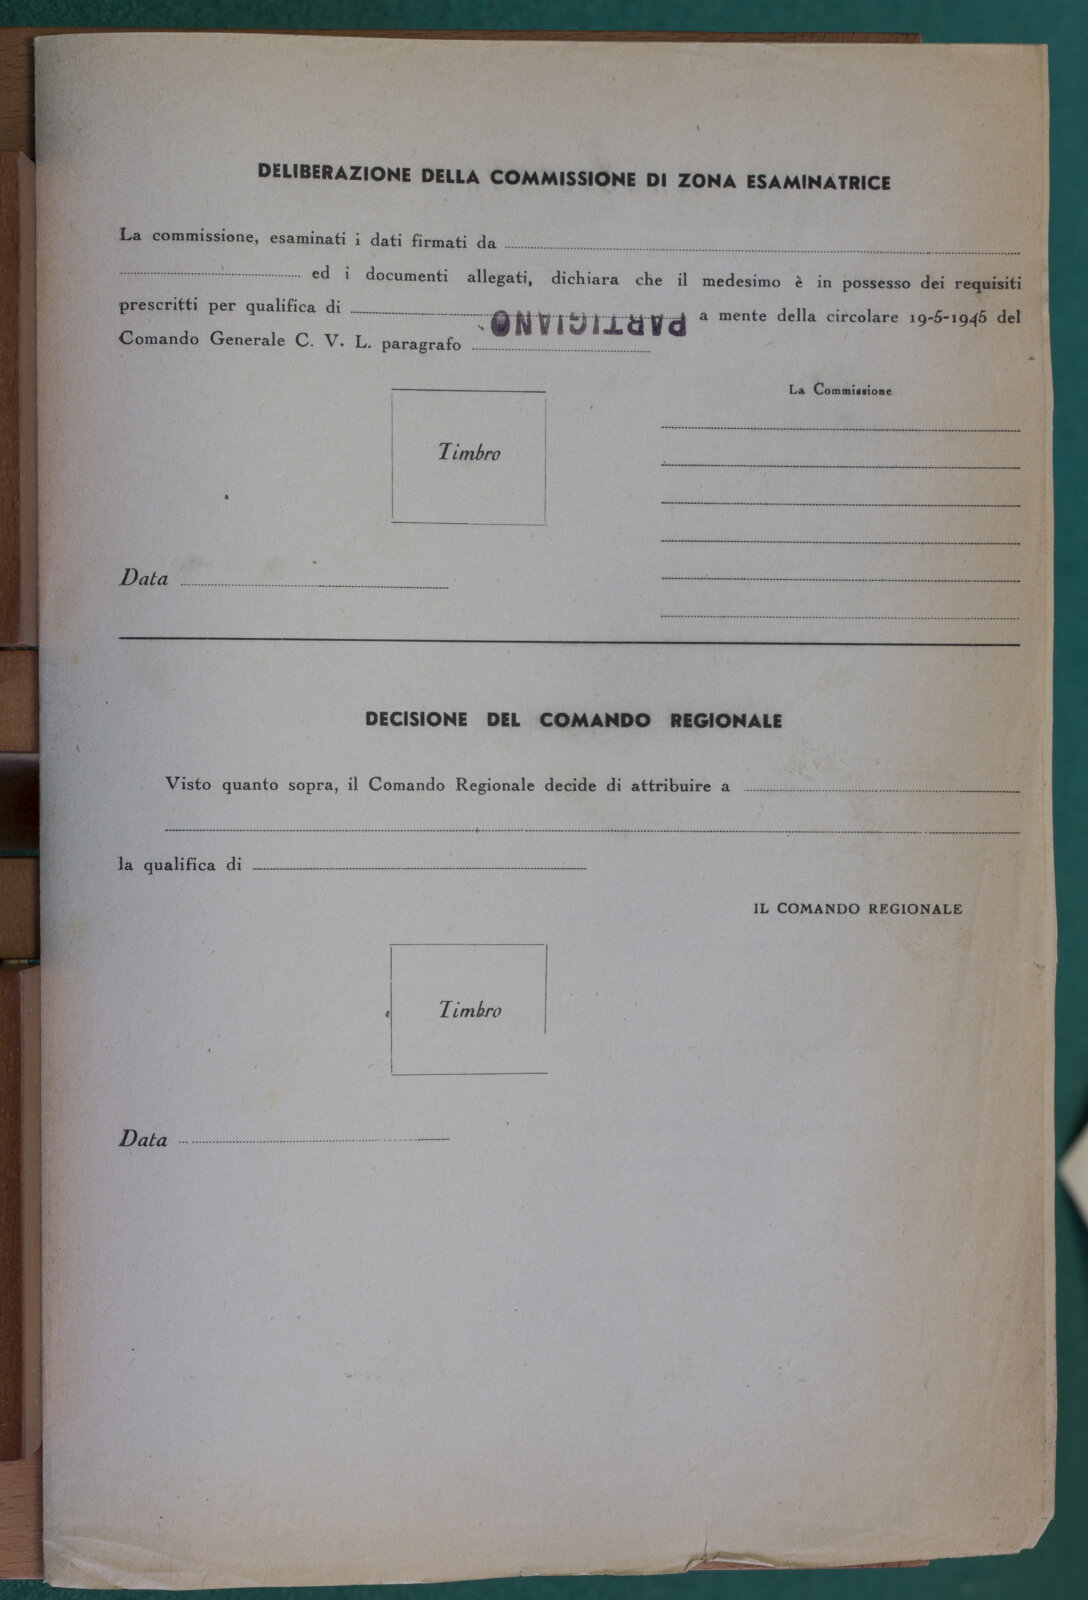 DELIBERAZIONE DELLA COMMISSIONE DI ZONA ESAMINATRICE
La commissione, esaminati i dati firmati da
ed i documenti allegati, dichiara che il medesimo è in possesso dei requisiti
prescritti per qualifica di PARTIGIANO a mente della circolare 19-5-1945 del
Comando Generale C. V. L. paragrafo
La Commissione
Timbro
Data
DECISIONE DEL COMANDO REGIONALE
Visto quanto sopra, il Comando Regionale decide di attribuire a
la qualifica di
IL COMANDO REGIONALE
Timbro
Data